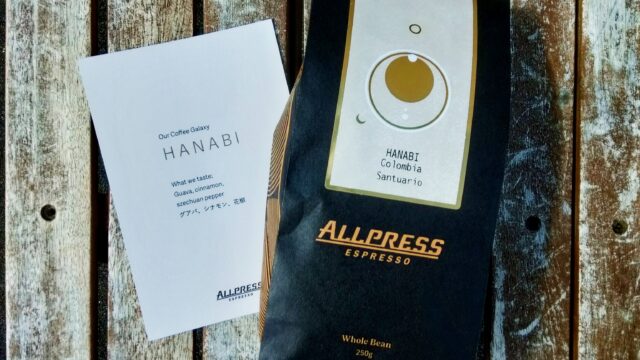 Our Coffee Galaxy
HANABI
What we taste;
Guava, cinnamon,
szechuan pepper
グアバ、シナモン、花椒
ALLPRESS
ESPRESSO
HANABI
Colombia
Santuario
ALLPRESS
ESPRESSO
Whole Bean
250g